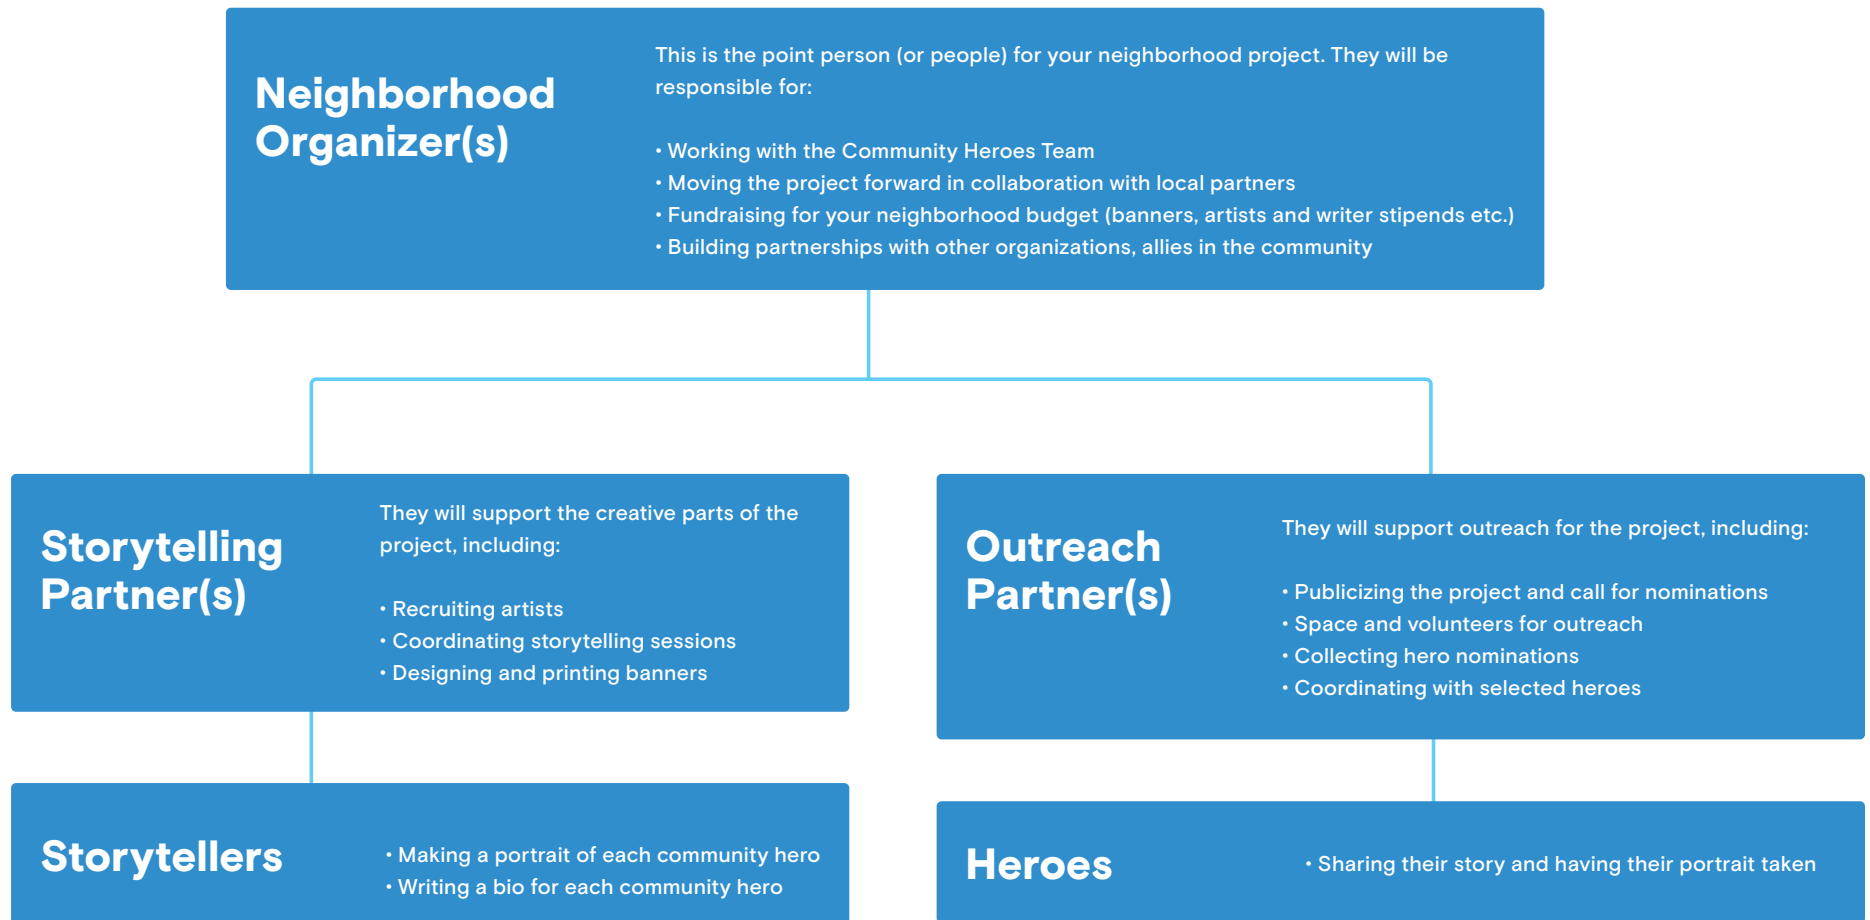 Neighborhood
Organizer(s)
This is the point person (or people) for your neighborhood project. They will be
responsible for:
• Working with the Community Heroes Team
• Moving the project forward in collaboration with local partners
• Fundraising for your neighborhood budget (banners, artists and writer stipends etc.)
• Building partnerships with other organizations, allies in the community
Storytelling
Partner(s)
They will support the creative parts of the
project, including:
• Recruiting artists
• Coordinating storytelling sessions
• Designing and printing banners
Outreach
Partner(s)
They will support outreach for the project, including:
• Publicizing the project and call for nominations
• Space and volunteers for outreach
• Collecting hero nominations
• Coordinating with selected heroes
Storytellers
• Making a portrait of each community hero
• Writing a bio for each community hero
Heroes
• Sharing their story and having their portrait taken